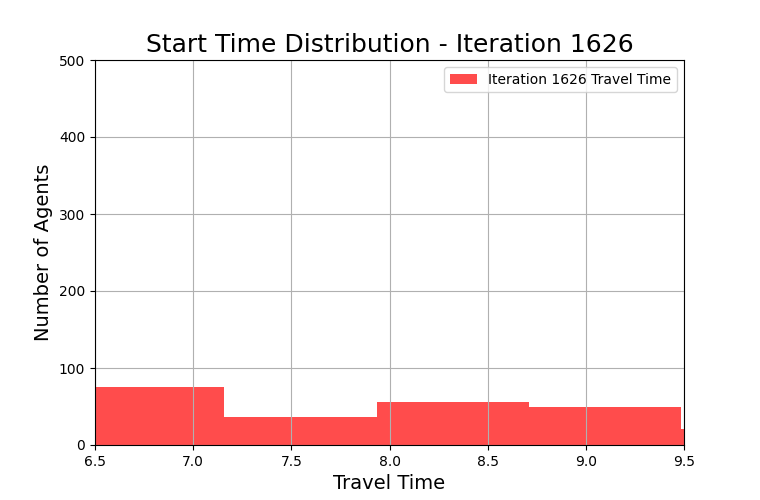 Start Time Distribution - Iteration 1626
500
400
300
200
100
0
Number of Agents
Iteration 1626 Travel Time
6.5 7.0 7.5 8.0 8.5 9.0 9.5
Travel Time